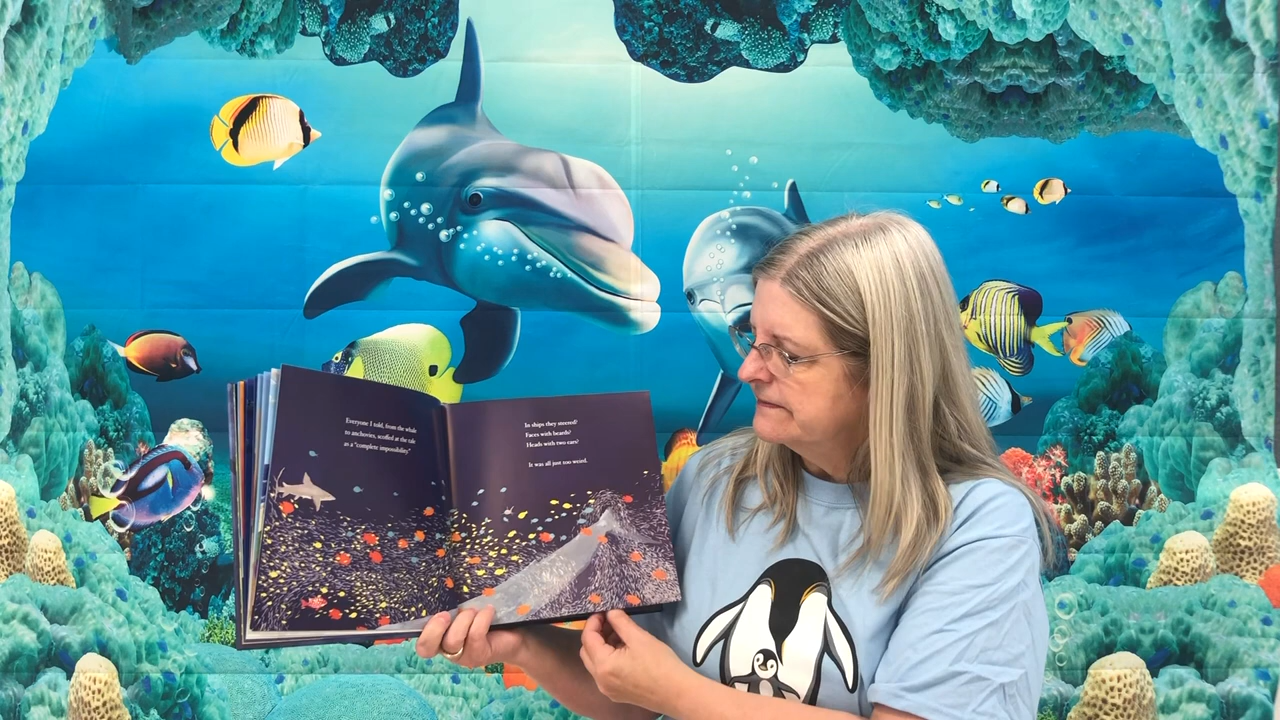 Everyone I told, from the whale
to anchovies, scoffed at the tale
as a "complete impossibility."
In ships they steered?
Faces with beards?
Heads with two ears?
It was all just too weird.